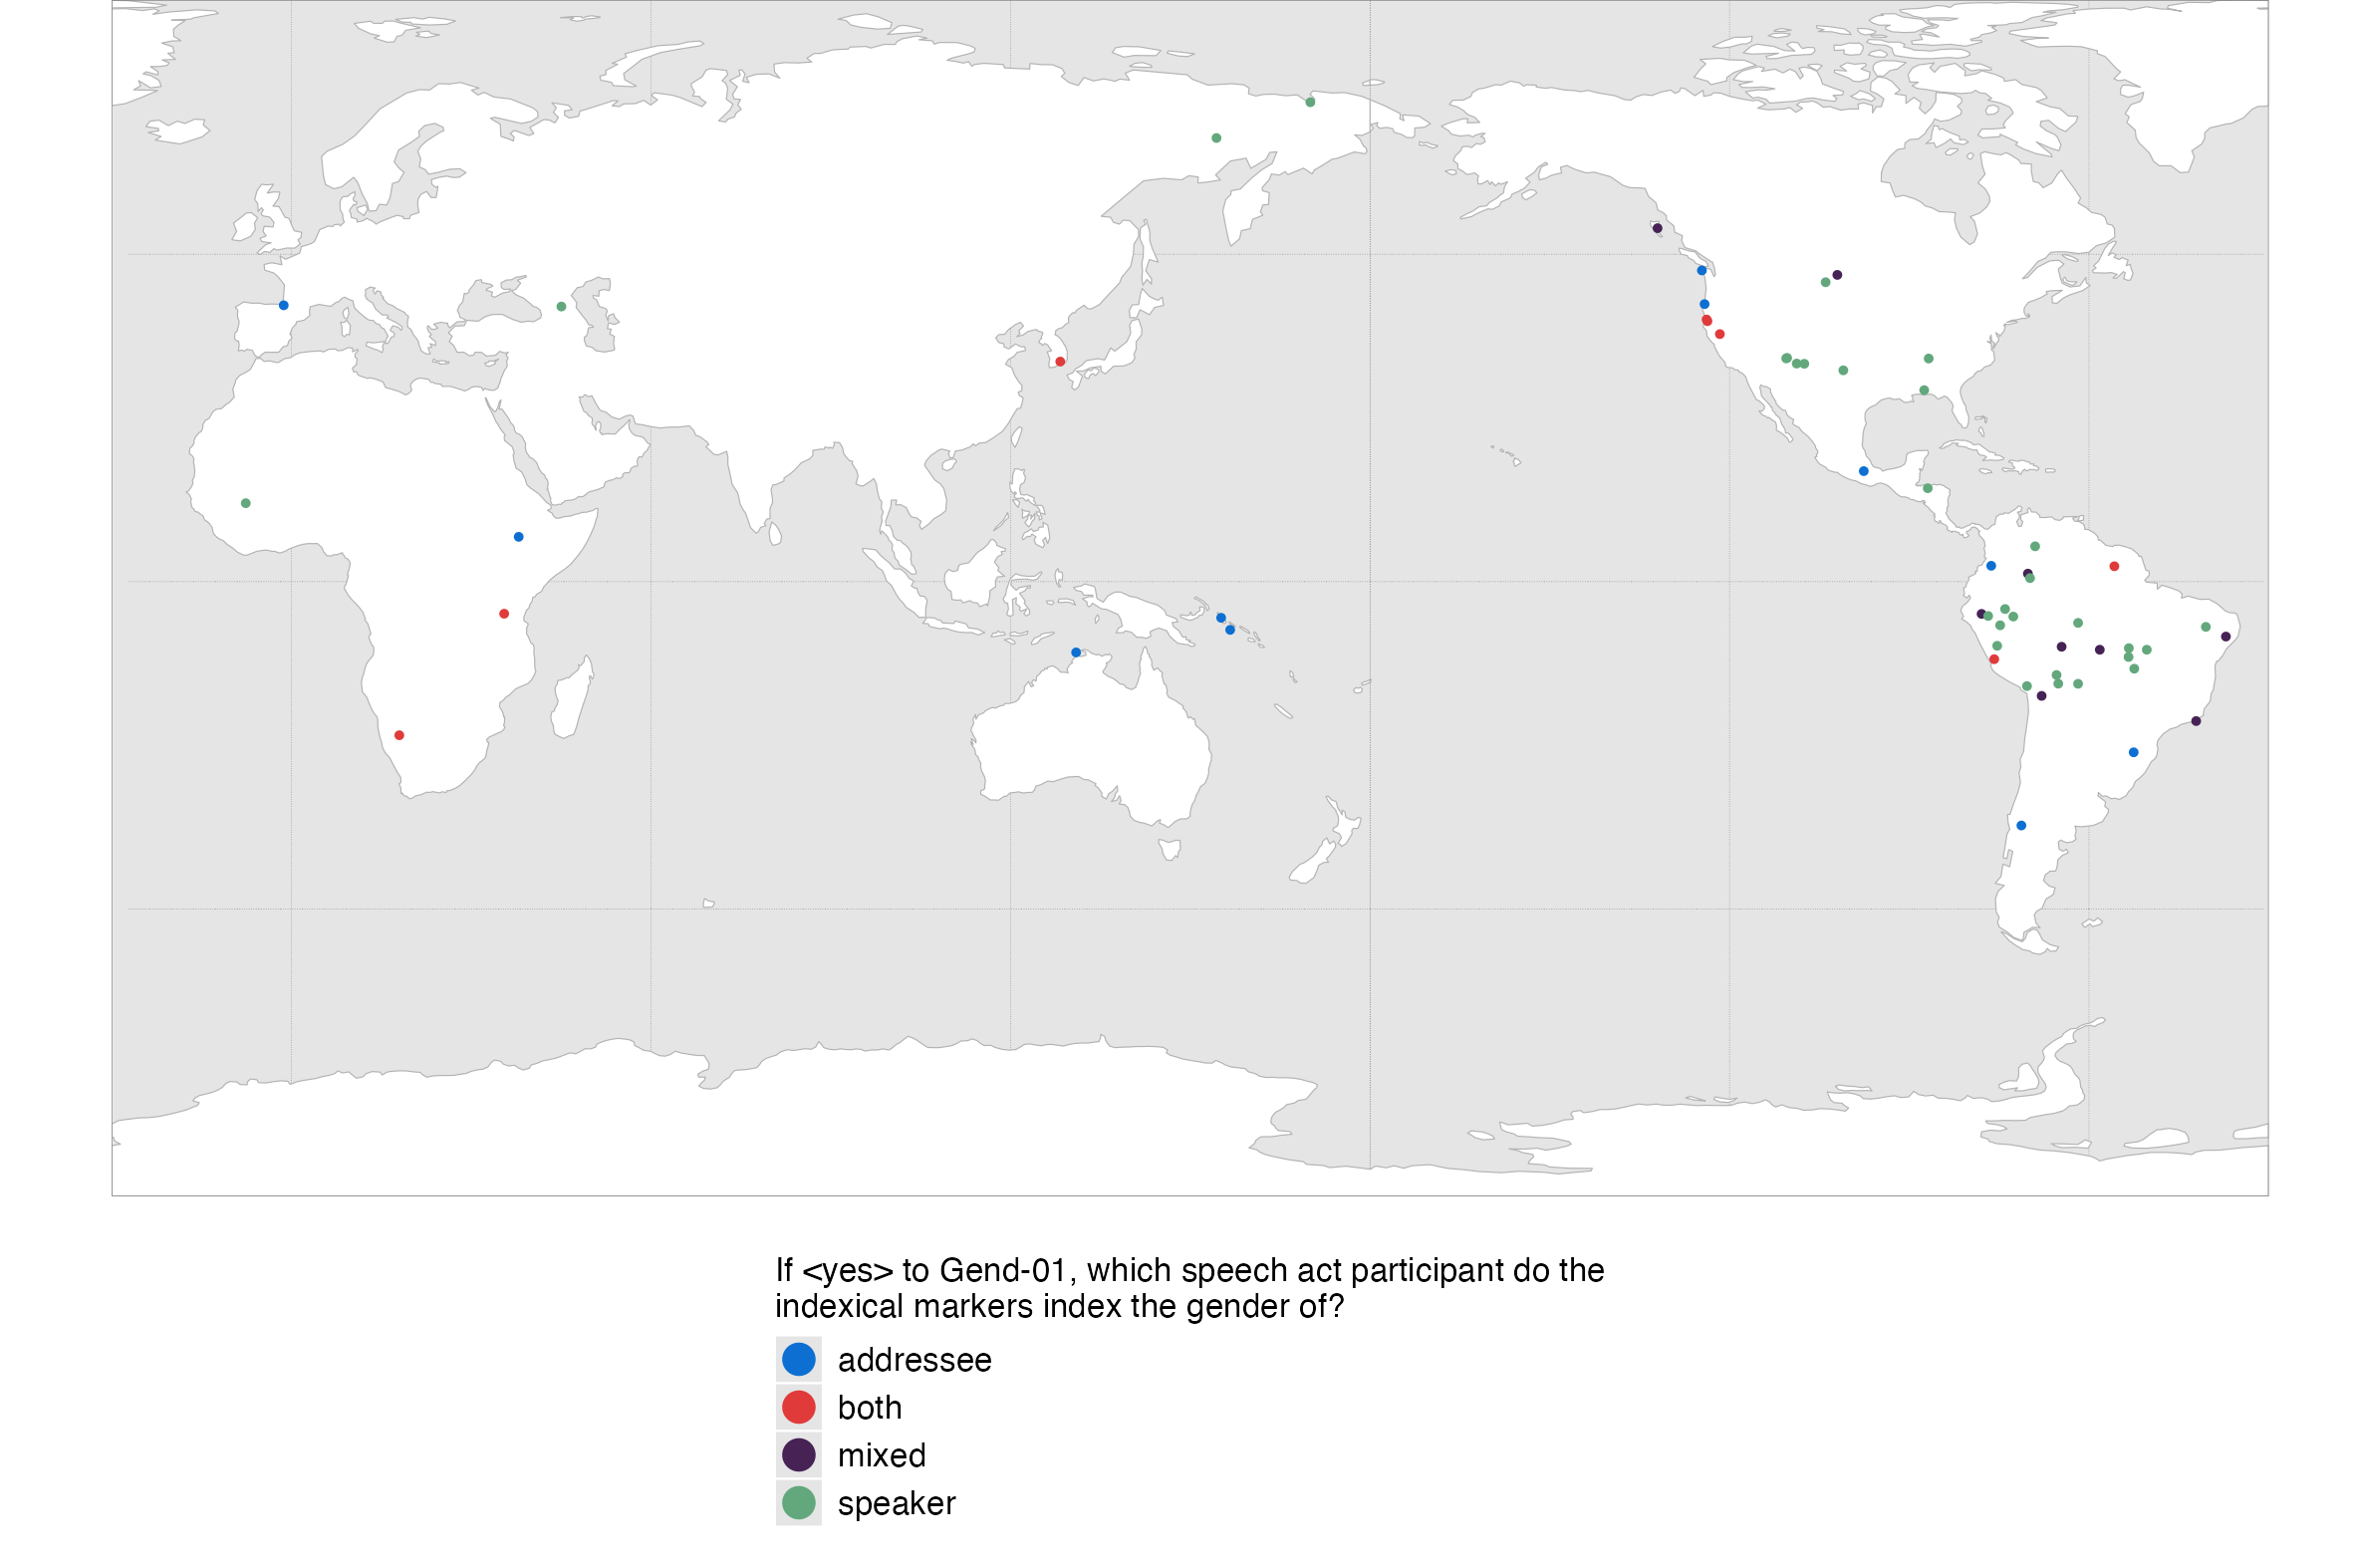 If <yes> to Gend-01, which speech act participant do the
indexical markers index the gender of?
addressee
both
mixed
speaker